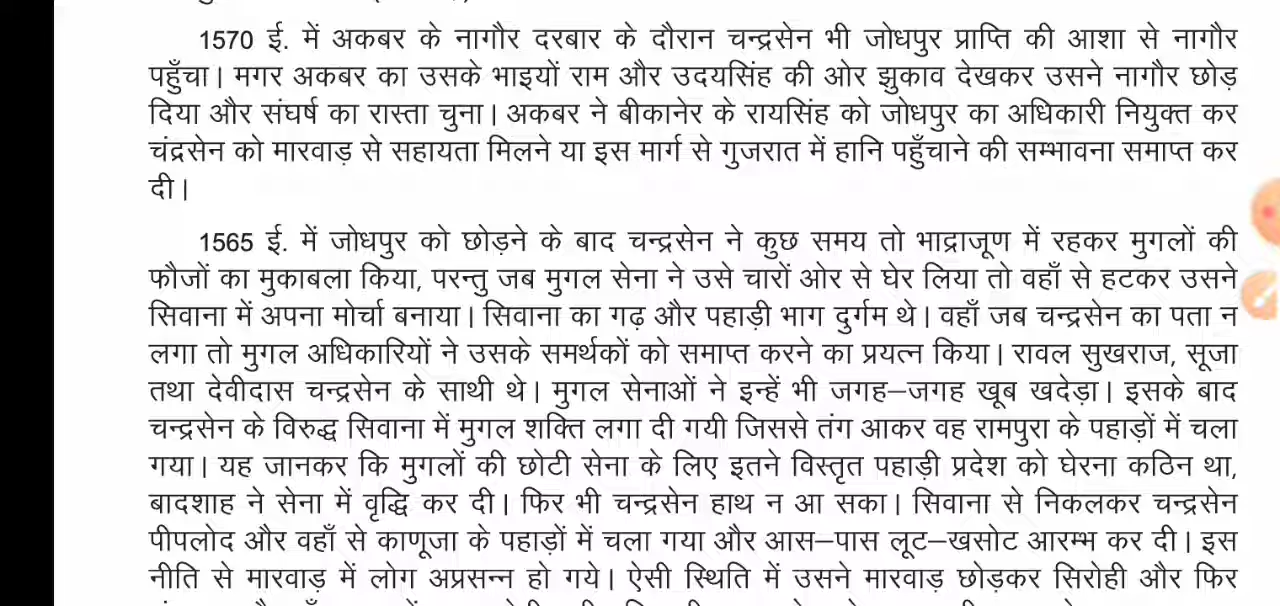 1570 ई. में अकबर के नागौर दरबार के दौरान चन्द्रसेन भी जोधपुर प्राप्ति की आशा से नागौर
पहुँचा। मगर अकबर का उसके भाइयों राम और उदयसिंह की ओर झुकाव देखकर उसने नागौर छोड़
दिया और संघर्ष का रास्ता चुना। अकबर ने बीकानेर के रायसिंह को जोधपुर का अधिकारी नियुक्त कर
चंद्रसेन को मारवाड़ से सहायता मिलने या इस मार्ग से गुजरात में हानि पहुँचाने की सम्भावना समाप्त कर
दी।
1565 ई. में जोधपुर को छोड़ने के बाद चन्द्रसेन ने कुछ समय तो भाद्राजूण में रहकर मुगलों की
फौजों का मुकाबला किया, परन्तु जब मुगल सेना ने उसे चारों ओर से घेर लिया तो वहाँ से हटकर उसने
सिवाना में अपना मोर्चा बनाया। सिवाना का गढ़ और पहाड़ी भाग दुर्गम थे। वहाँ जब चन्द्रसेन का पता न
लगा तो मुगल अधिकारियों ने उसके समर्थकों को समाप्त करने का प्रयत्न किया। रावल सुखराज, सूजा
तथा देवीदास चन्द्रसेन के साथी थे। मुगल सेनाओं ने इन्हें भी जगह–जगह खूब खदेड़ा। इसके बाद
चन्द्रसेन के विरुद्ध सिवाना में मुगल शक्ति लगा दी गयी जिससे तंग आकर वह रामपुरा के पहाड़ों में चला
गया। यह जानकर कि मुगलों की छोटी सेना के लिए इतने विस्तृत पहाड़ी प्रदेश को घेरना कठिन था,
बादशाह ने सेना में वृद्धि कर दी। फिर भी चन्द्रसेन हाथ न आ सका। सिवाना से निकलकर चन्द्रसेन
पीपलोद और वहाँ से काणूजा के पहाड़ों में चला गया और आस–पास लूट–खसोट आरम्भ कर दी। इस
नीति से मारवाड़ में लोग अप्रसन्न हो गये। ऐसी स्थिति में उसने मारवाड़ छोड़कर सिरोही और फिर